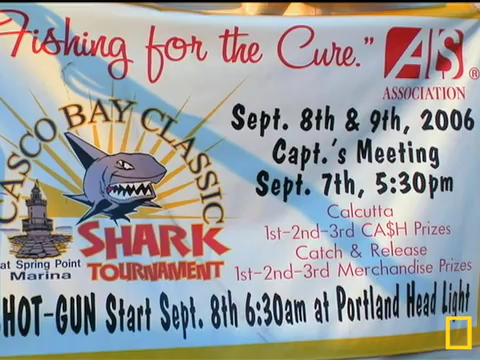 "Fishing for the Cure."
ALS®
ASSOCIATION
CASCO BAY CLASSIC
SHARK
TOURNAMENT
at Spring Point
Marina
Sept. 8th & 9th, 2006
Capt.'s Meeting
Sept. 7th, 5:30pm
Calcutta
1st-2nd-3rd CA$H Prizes
Catch & Release
1st-2nd-3rd Merchandise Prizes
SHOT-GUN Start Sept. 8th 6:30am at Portland Head Light